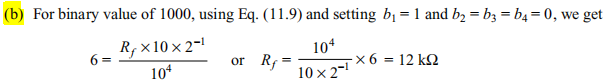 (b) For binary value of 1000, using Eq. (11.9) and setting b₁ = 1 and b₂ = b₃ = b₄ = 0, we get
6 = R_f × 10 × 2⁻¹ / 10⁴ or R_f = 10⁴ / 10 × 2⁻¹ × 6 = 12 kΩ